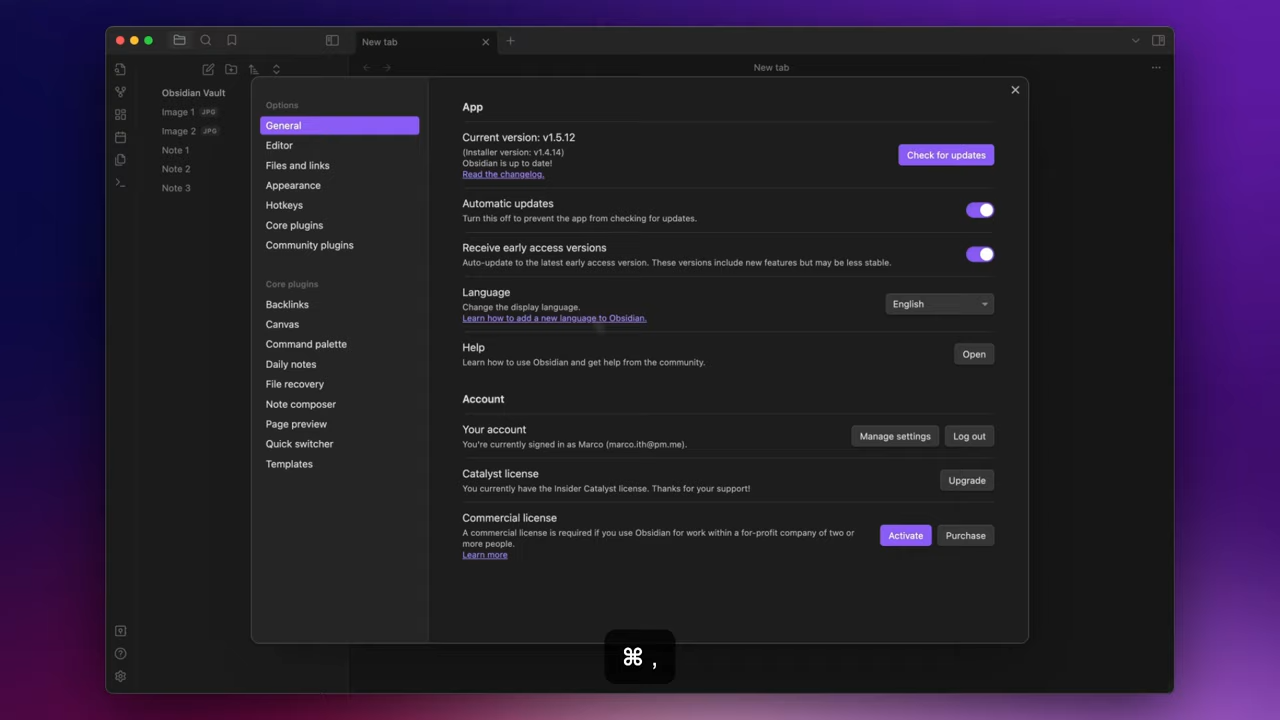 New tab
New tab
Obsidian Vault
Image 1 JPG
Image 2 JPG
Note 1
Note 2
Note 3
Options
General
Editor
Files and links
Appearance
Hotkeys
Core plugins
Community plugins
Core plugins
Backlinks
Canvas
Command palette
Daily notes
File recovery
Note composer
Page preview
Quick switcher
Templates
App
Current version: v1.5.12
(Installer version: v1.4.14)
Obsidian is up to date!
Read the changelog.
Check for updates
Automatic updates
Turn this off to prevent the app from checking for updates.
Receive early access versions
Auto-update to the latest early access version. These versions include new features but may be less stable.
Language
Change the display language.
Learn how to add a new language to Obsidian.
English
Help
Learn how to use Obsidian and get help from the community.
Open
Account
Your account
You're currently signed in as Marco (marco.ith@pm.me).
Manage settings
Log out
Catalyst license
You currently have the Insider Catalyst license. Thanks for your support!
Upgrade
Commercial license
A commercial license is required if you use Obsidian for work within a for-profit company of two or
more people.
Learn more
Activate
Purchase
⌘ ,